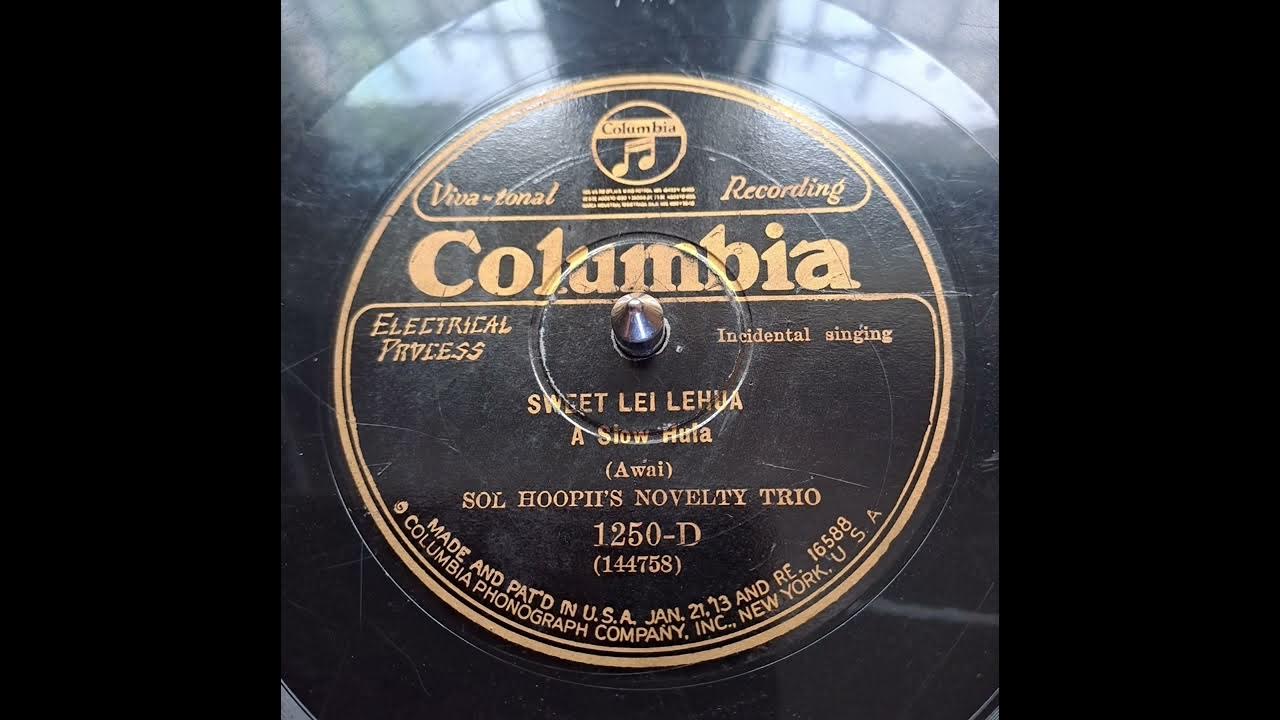 Columbia
Viva-tonal Recording
Columbia
ELECTRICAL
PROCESS
Incidental singing
SWEET LEI LEHUA
A Slow Hula
(Awai)
SOL HOOPII'S NOVELTY TRIO
1250-D
(144758)
MADE AND PAT'D IN U.S.A. JAN. 21,'13 AND RE. 16588
COLUMBIA PHONOGRAPH COMPANY, INC., NEW YORK, U.S.A